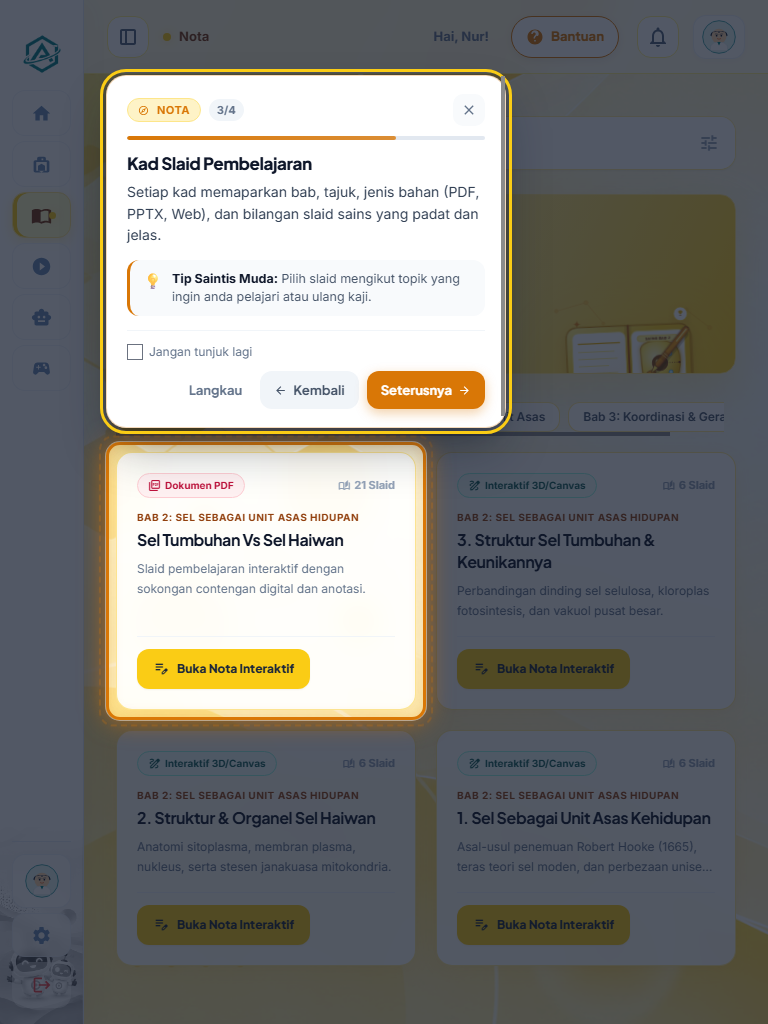 Nota
Hai, Nur!
Bantuan
NOTA
3/4
Kad Slaid Pembelajaran
Setiap kad memaparkan bab, tajuk, jenis bahan (PDF,
PPTX, Web), dan bilangan slaid sains yang padat dan
jelas.
Tip Saintis Muda: Pilih slaid mengikut topik yang
ingin anda pelajari atau ulang kaji.
Jangan tunjuk lagi
Langkau
Kembali
Seterusnya
Asas
Bab 3: Koordinasi & Gera
Dokumen PDF
21 Slaid
BAB 2: SEL SEBAGAI UNIT ASAS HIDUPAN
Sel Tumbuhan Vs Sel Haiwan
Slaid pembelajaran interaktif dengan
sokongan contengan digital dan anotasi.
Buka Nota Interaktif
Interaktif 3D/Canvas
6 Slaid
BAB 2: SEL SEBAGAI UNIT ASAS HIDUPAN
3. Struktur Sel Tumbuhan &
Keunikannya
Perbandingan dinding sel selulosa, kloroplas
fotosintesis, dan vakuol pusat besar.
Buka Nota Interaktif
Interaktif 3D/Canvas
6 Slaid
BAB 2: SEL SEBAGAI UNIT ASAS HIDUPAN
2. Struktur & Organel Sel Haiwan
Anatomi sitoplasma, membran plasma,
nukleus, serta stesen janakuasa mitokondria.
Buka Nota Interaktif
Interaktif 3D/Canvas
6 Slaid
BAB 2: SEL SEBAGAI UNIT ASAS HIDUPAN
1. Sel Sebagai Unit Asas Kehidupan
Asal-usul penemuan Robert Hooke (1665),
teras teori sel moden, dan perbezaan unise...
Buka Nota Interaktif